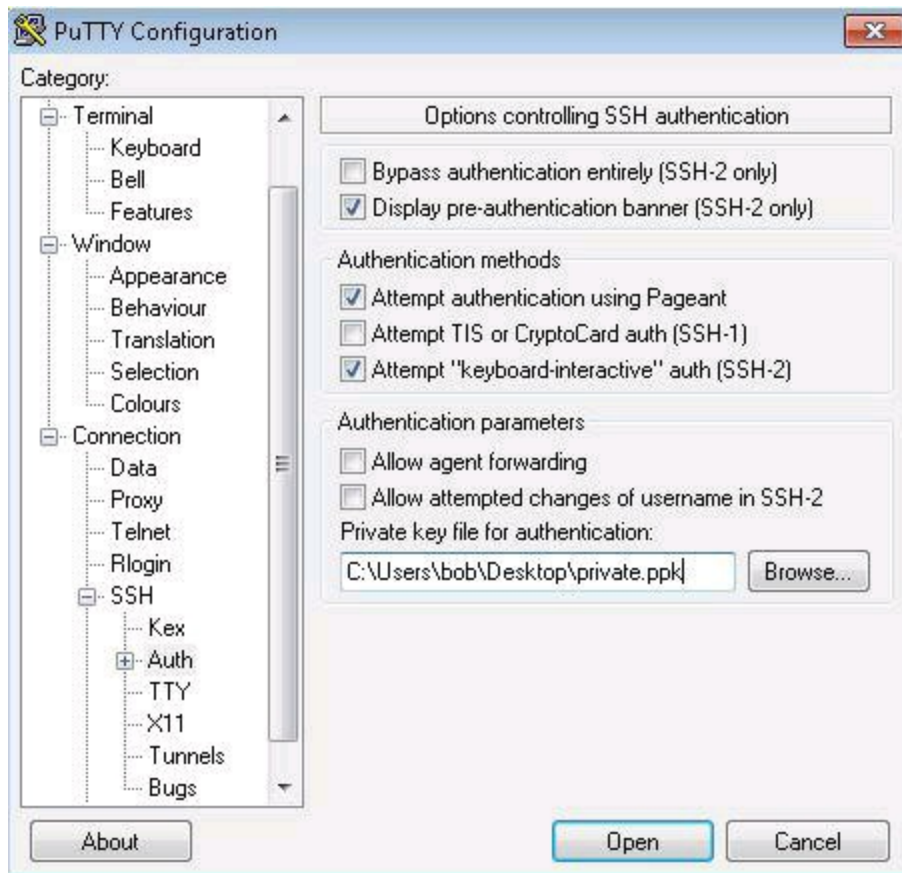 PuTTY Configuration
Category:
Terminal
Keyboard
Bell
Features
Window
Appearance
Behaviour
Translation
Selection
Colours
Connection
Data
Proxy
Telnet
Rlogin
SSH
Kex
Auth
TTY
X11
Tunnels
Bugs
Options controlling SSH authentication
Bypass authentication entirely (SSH-2 only)
Display pre-authentication banner (SSH-2 only)
Authentication methods
Attempt authentication using Pageant
Attempt TIS or CryptoCard auth (SSH-1)
Attempt "keyboard-interactive" auth (SSH-2)
Authentication parameters
Allow agent forwarding
Allow attempted changes of username in SSH-2
Private key file for authentication:
C:\Users\bob\Desktop\private.ppk
Browse...
About
Open
Cancel